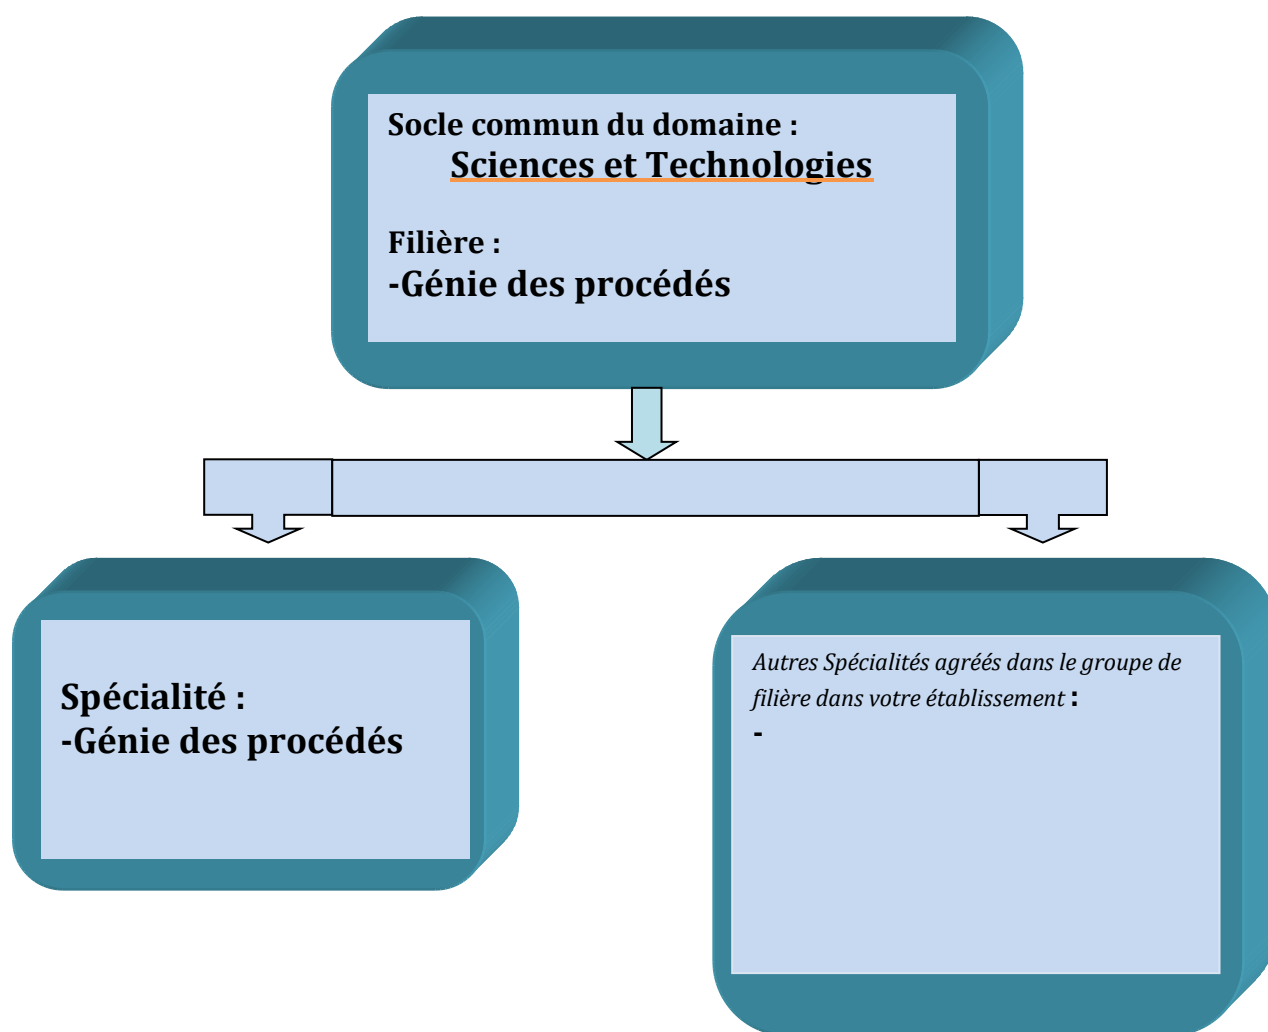 Socle commun du domaine :
Sciences et Technologies
Filière :
-Génie des procédés
Spécialité :
-Génie des procédés
Autres Spécialités agréés dans le groupe de
filière dans votre établissement :
-